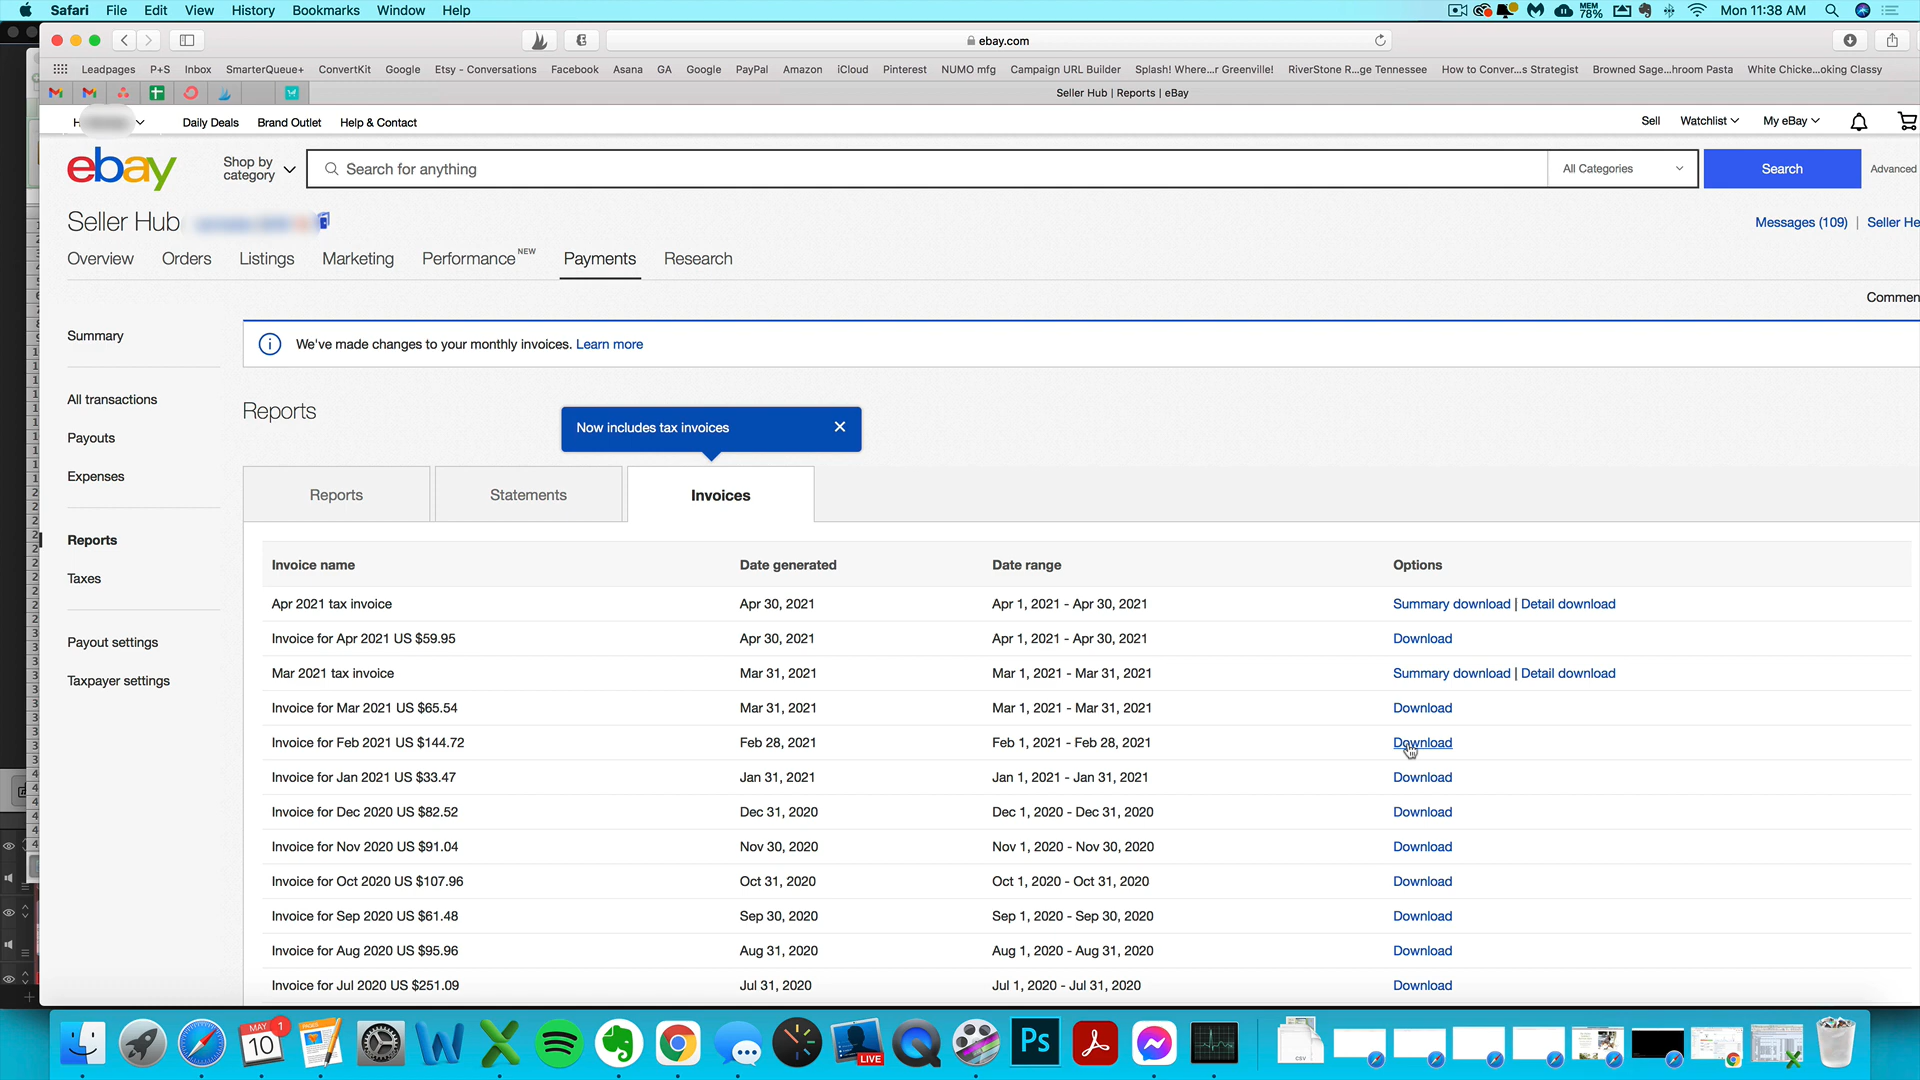 Safari File Edit View History Bookmarks Window Help MEM 78% Mon 11:38 AM
ebay.com
Leadpages P+S Inbox SmarterQueue+ ConvertKit Google Etsy - Conversations Facebook Asana GA Google PayPal Amazon iCloud Pinterest NUMO mfg Campaign URL Builder Splash! Where...r Greenville! RiverStone R...ge Tennessee How to Conver...s Strategist Browned Sage...hroom Pasta White Chicke...oking Classy
Seller Hub | Reports | eBay
H Daily Deals Brand Outlet Help & Contact Sell Watchlist My eBay
ebay Shop by category Search for anything All Categories Search Advanced
Seller Hub Messages (109) | Seller He
Overview Orders Listings Marketing Performance NEW Payments Research
Commen
Summary
We've made changes to your monthly invoices. Learn more
All transactions
Payouts
Expenses
Reports
Taxes
Payout settings
Taxpayer settings
Reports
Now includes tax invoices
Reports Statements Invoices
Invoice name Date generated Date range Options
Apr 2021 tax invoice Apr 30, 2021 Apr 1, 2021 - Apr 30, 2021 Summary download | Detail download
Invoice for Apr 2021 US $59.95 Apr 30, 2021 Apr 1, 2021 - Apr 30, 2021 Download
Mar 2021 tax invoice Mar 31, 2021 Mar 1, 2021 - Mar 31, 2021 Summary download | Detail download
Invoice for Mar 2021 US $65.54 Mar 31, 2021 Mar 1, 2021 - Mar 31, 2021 Download
Invoice for Feb 2021 US $144.72 Feb 28, 2021 Feb 1, 2021 - Feb 28, 2021 Download
Invoice for Jan 2021 US $33.47 Jan 31, 2021 Jan 1, 2021 - Jan 31, 2021 Download
Invoice for Dec 2020 US $82.52 Dec 31, 2020 Dec 1, 2020 - Dec 31, 2020 Download
Invoice for Nov 2020 US $91.04 Nov 30, 2020 Nov 1, 2020 - Nov 30, 2020 Download
Invoice for Oct 2020 US $107.96 Oct 31, 2020 Oct 1, 2020 - Oct 31, 2020 Download
Invoice for Sep 2020 US $61.48 Sep 30, 2020 Sep 1, 2020 - Sep 30, 2020 Download
Invoice for Aug 2020 US $95.96 Aug 31, 2020 Aug 1, 2020 - Aug 31, 2020 Download
Invoice for Jul 2020 US $251.09 Jul 31, 2020 Jul 1, 2020 - Jul 31, 2020 Download
MAY 10 1 PAGES W X LIVE Ps CSV